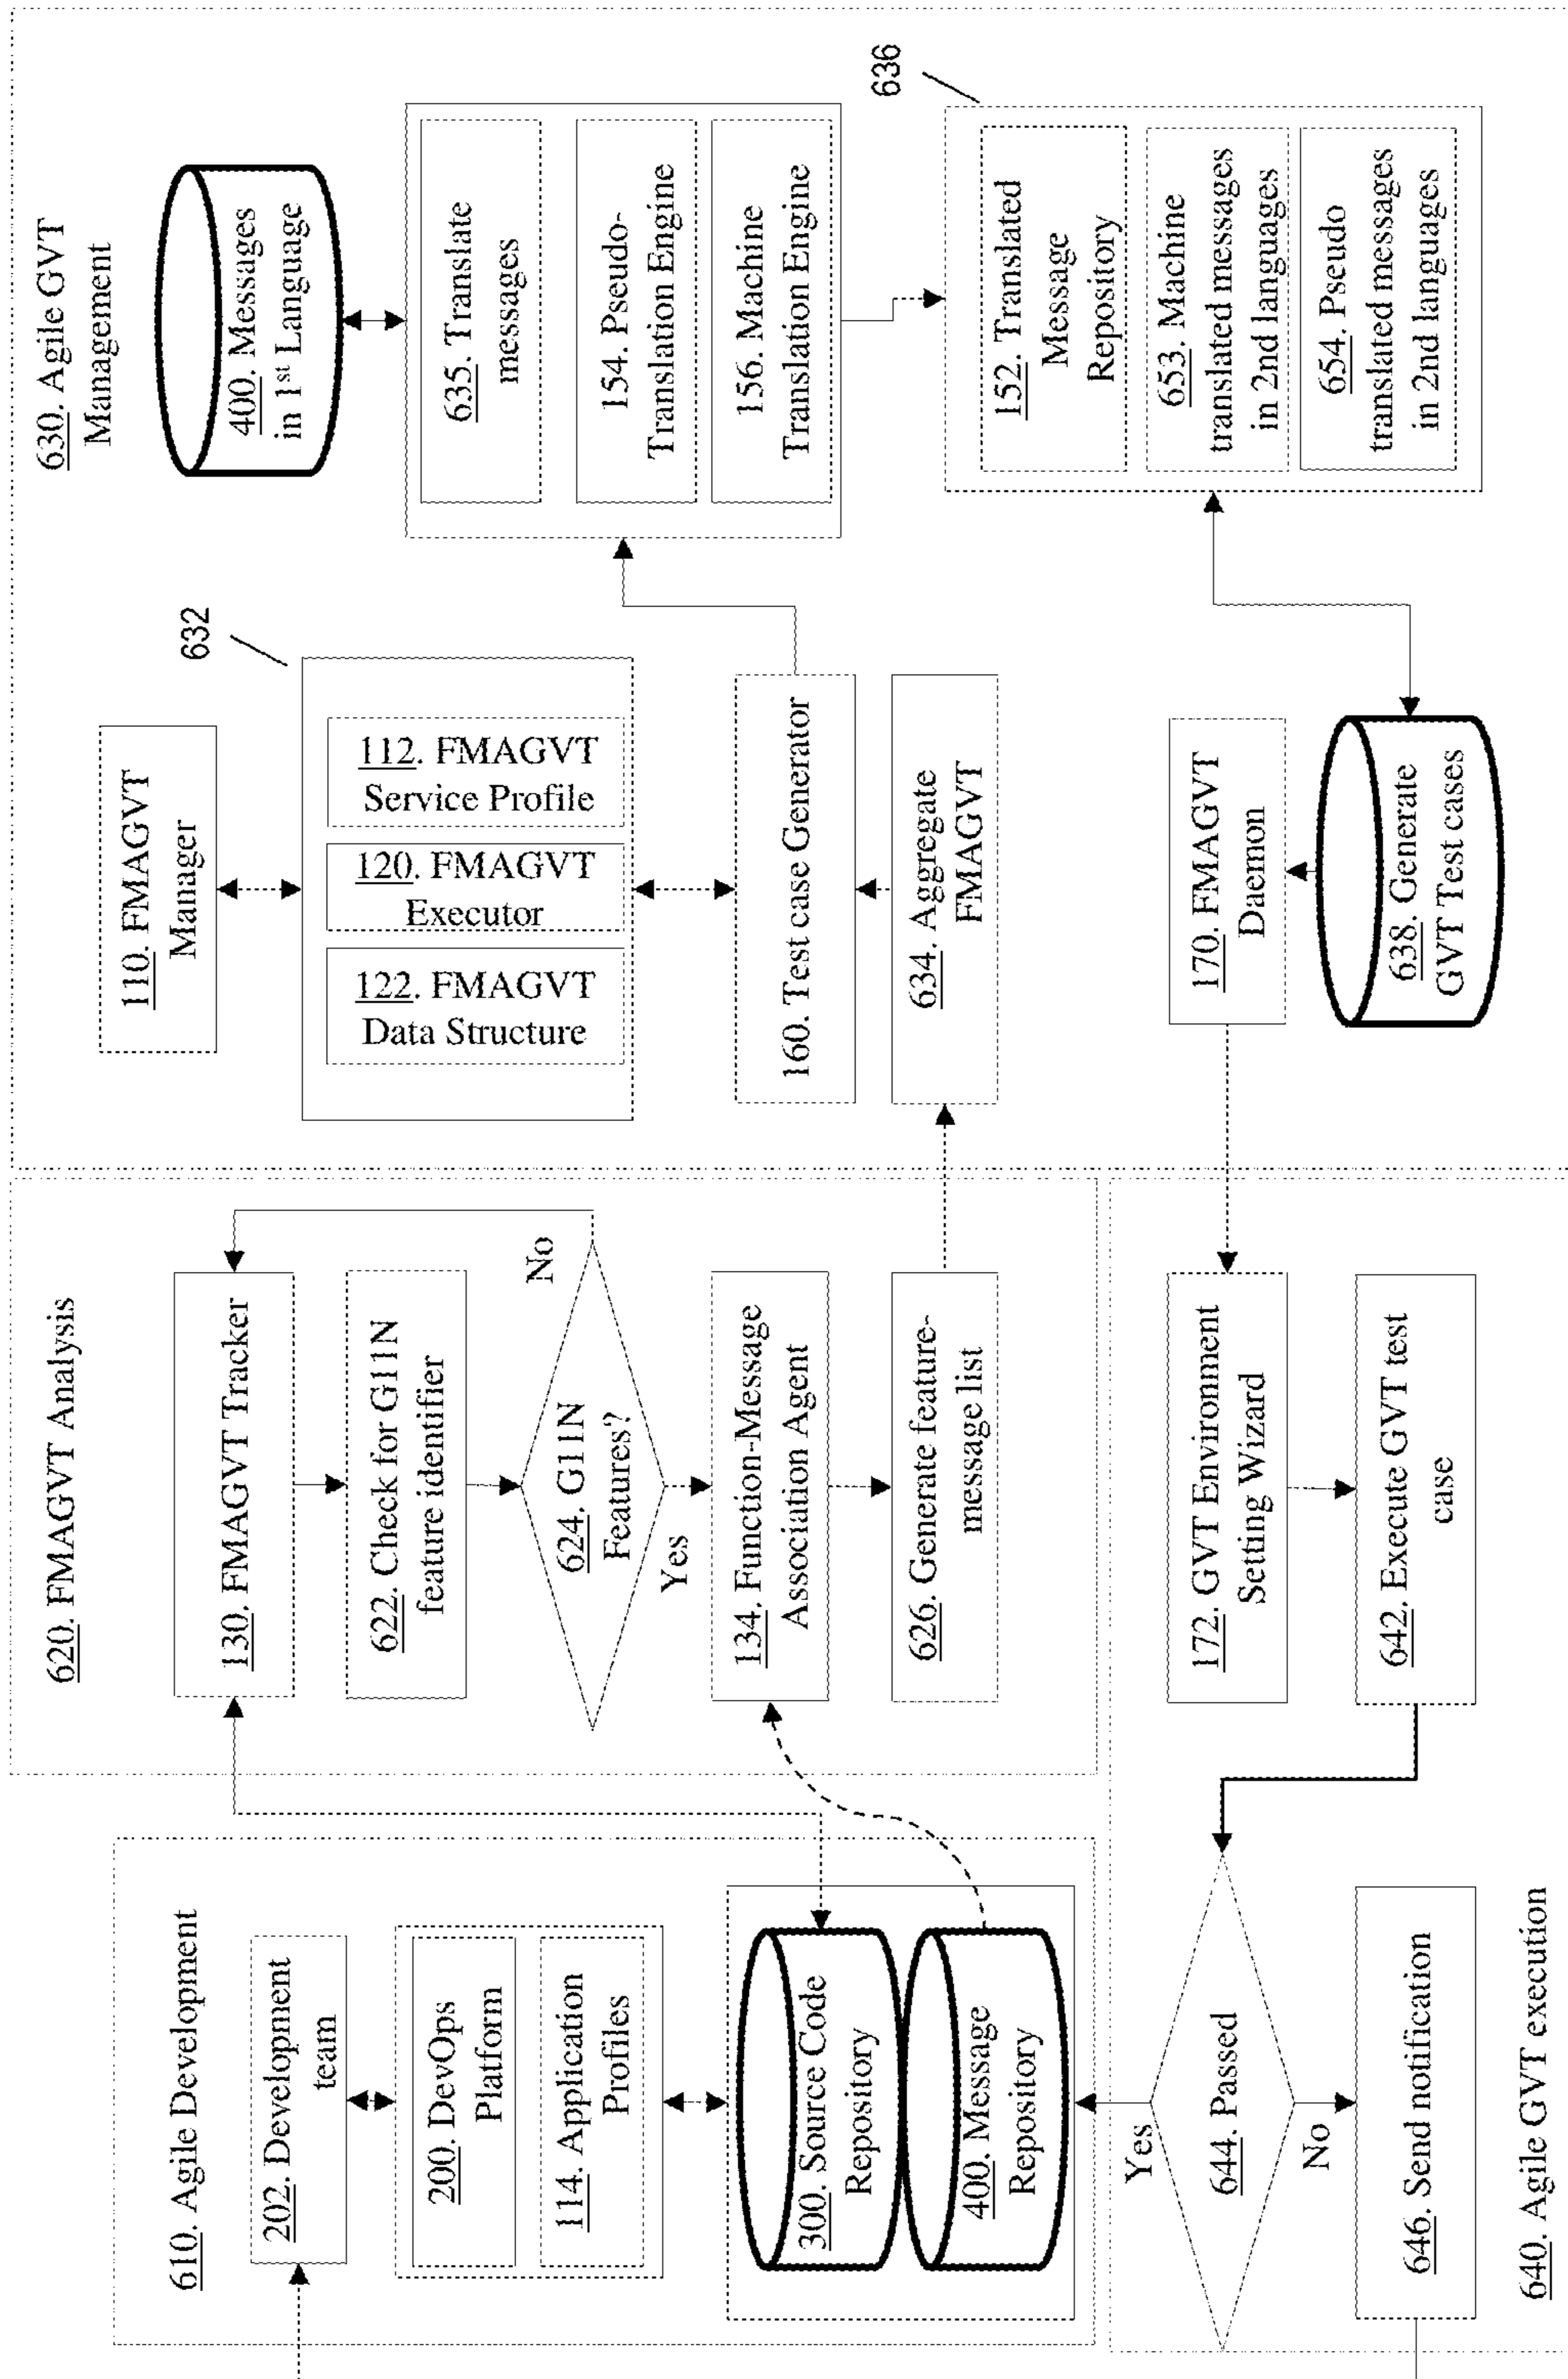 610. Agile Development
202. Development
team
200. DevOps
Platform
114. Application
Profiles
300. Source Code
Repository
400. Message
Repository
620. FMAGVT Analysis
130. FMAGVT Tracker
622. Check for G11N
feature identifier
624. G11N
Features?
No
Yes
134. Function-Message
Association Agent
626. Generate feature-
message list
630. Agile GVT
Management
110. FMAGVT
Manager
632
112. FMAGVT
Service Profile
120. FMAGVT
Executor
122. FMAGVT
Data Structure
160. Test case Generator
634. Aggregate
FMAGVT
400. Messages
in 1st Language
635. Translate
messages
154. Pseudo-
Translation Engine
156. Machine
Translation Engine
636
152. Translated
Message
Repository
653. Machine
translated messages
in 2nd languages
654. Pseudo
translated messages
in 2nd languages
170. FMAGVT
Daemon
638. Generate
GVT Test cases
172. GVT Environment
Setting Wizard
642. Execute GVT test
case
644. Passed
Yes
No
646. Send notification
640. Agile GVT execution